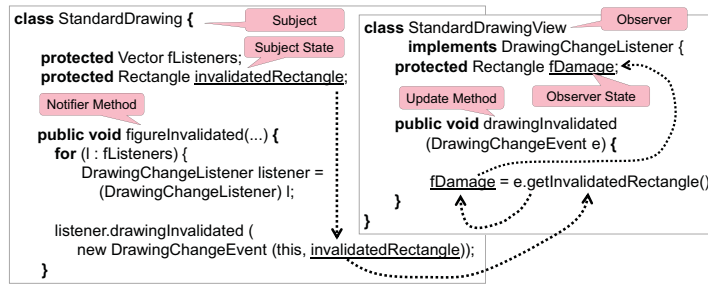 class StandardDrawing {
Subject
Subject State
protected Vector fListeners;
protected Rectangle invalidatedRectangle;
Notifier Method
public void figureInvalidated(...) {
for (l : fListeners) {
DrawingChangeListener listener =
(DrawingChangeListener) l;
listener.drawingInvalidated (
new DrawingChangeEvent (this, invalidatedRectangle));
}
class StandardDrawingView
Observer
implements DrawingChangeListener {
protected Rectangle fDamage;
Update Method
Observer State
public void drawingInvalidated
(DrawingChangeEvent e) {
fDamage = e.getInvalidatedRectangle()
}
}